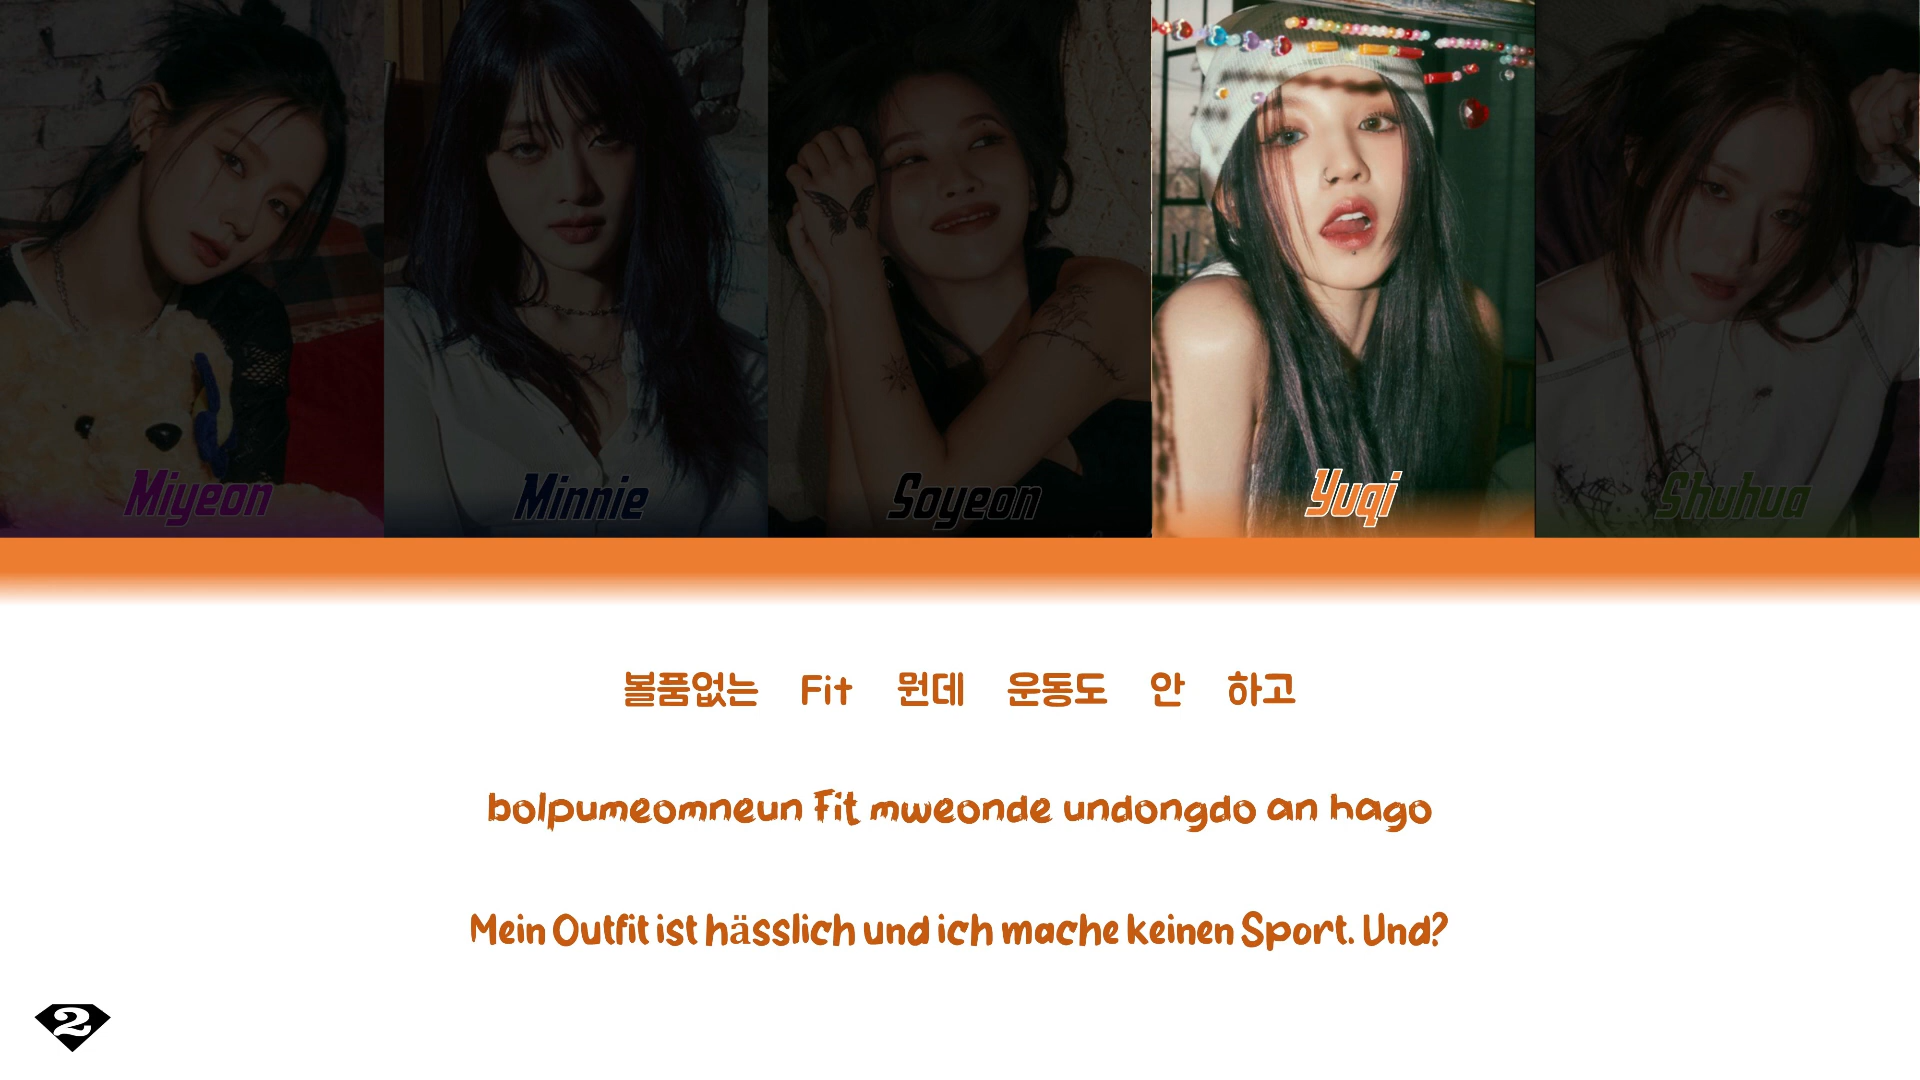 Miyeon
Minnie
Soyeon
Yuqi
Shuhua
볼품없는 Fit 뭔데 운동도 안 하고
bolpumeomneun Fit mweonde undongdo an hago
Mein Outfit ist hässlich und ich mache keinen Sport. Und?
2